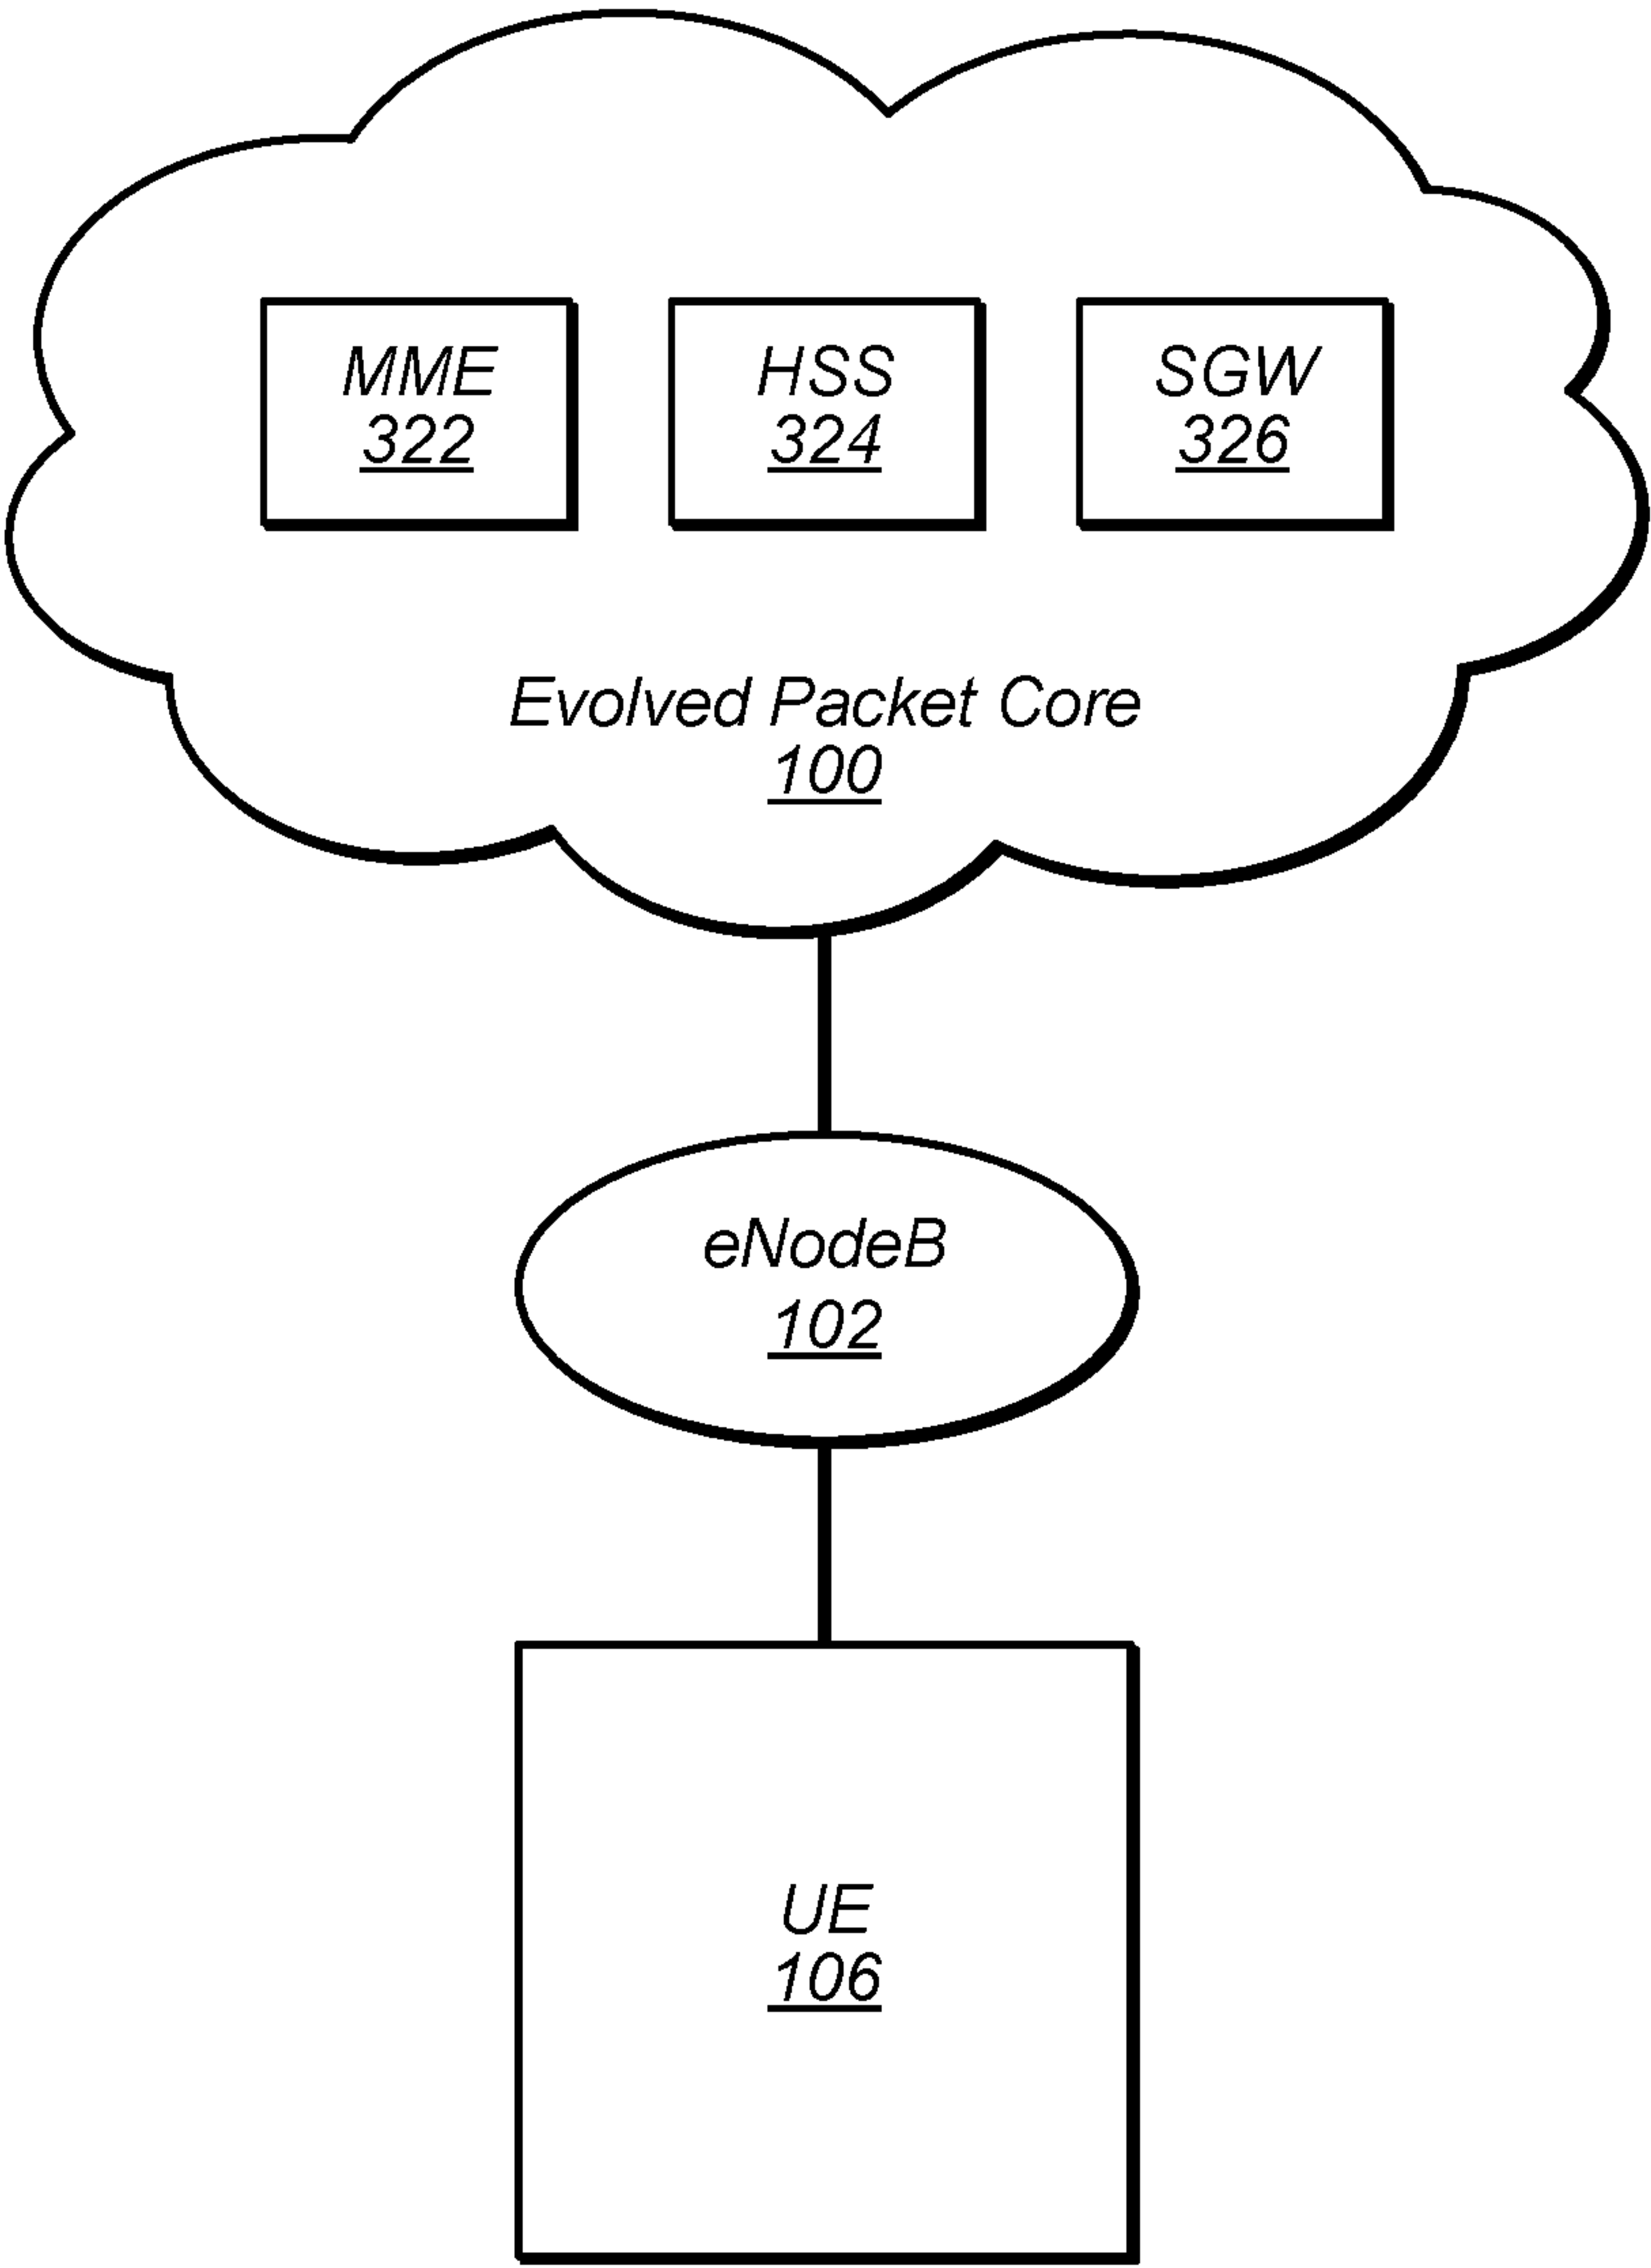 MME
322
HSS
324
SGW
326
Evolved Packet Core
100
eNodeB
102
UE
106